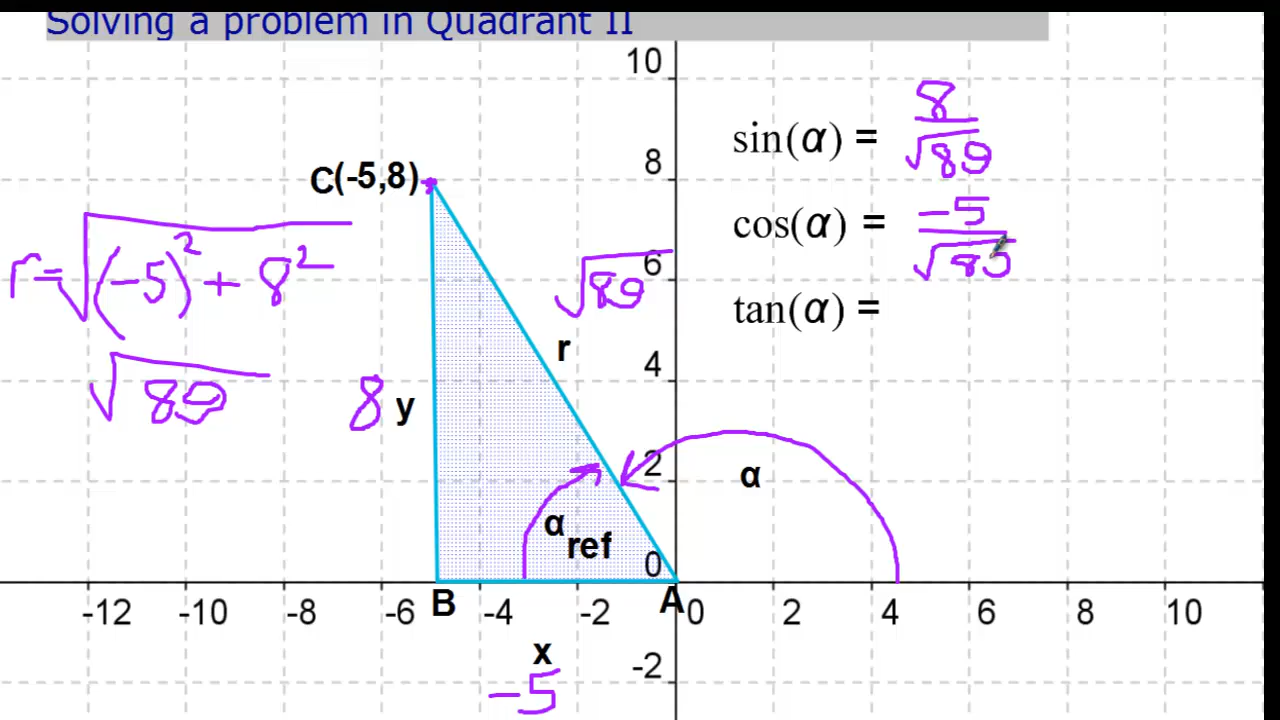 Solving a problem in Quadrant II
10
8
sin(α) = 8/√89
C(-5,8)
cos(α) = -5/√89
r=√(-5)²+8²
6
√89
tan(α) =
r
4
√89
8 y
2
α
α ref
0
B
A
-12 -10 -8 -6 -4 -2 0 2 4 6 8 10
x
-2
-5